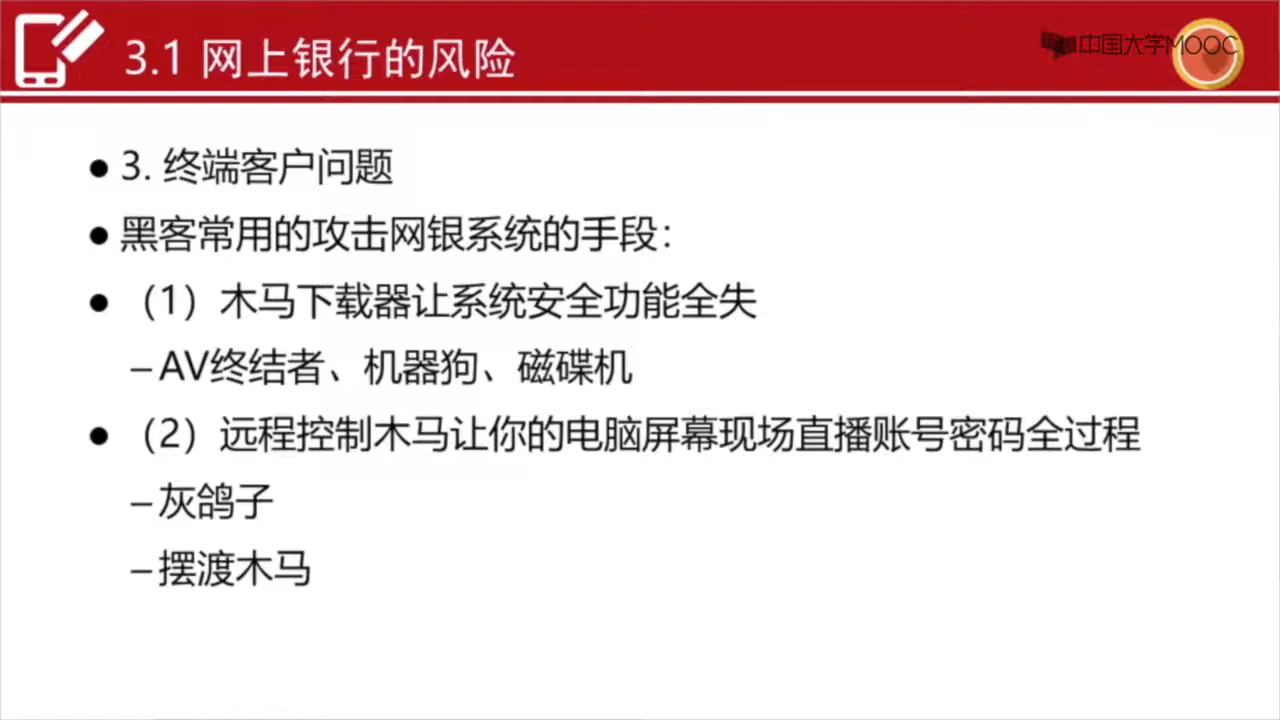 3.1 网上银行的风险
中国大学MOOC
● 3. 终端客户问题
● 黑客常用的攻击网银系统的手段：
● （1）木马下载器让系统安全功能全失
–AV终结者、机器狗、磁碟机
● （2）远程控制木马让你的电脑屏幕现场直播账号密码全过程
–灰鸽子
–摆渡木马